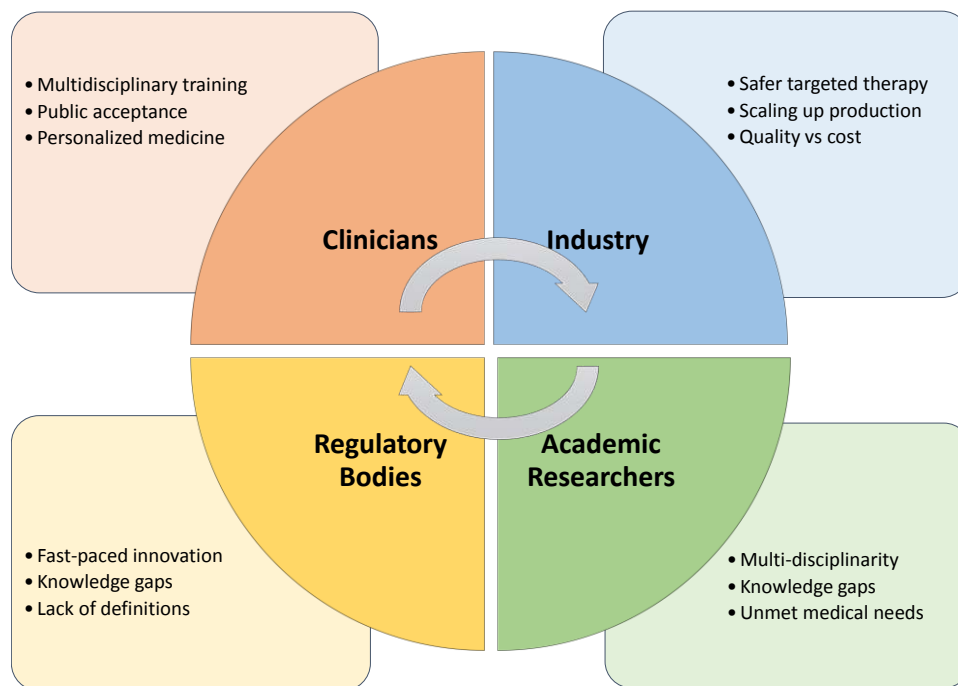 • Multidisciplinary training
• Public acceptance
• Personalized medicine
• Safer targeted therapy
• Scaling up production
• Quality vs cost
Clinicians
Industry
Regulatory
Bodies
Academic
Researchers
• Fast-paced innovation
• Knowledge gaps
• Lack of definitions
• Multi-disciplinarity
• Knowledge gaps
• Unmet medical needs